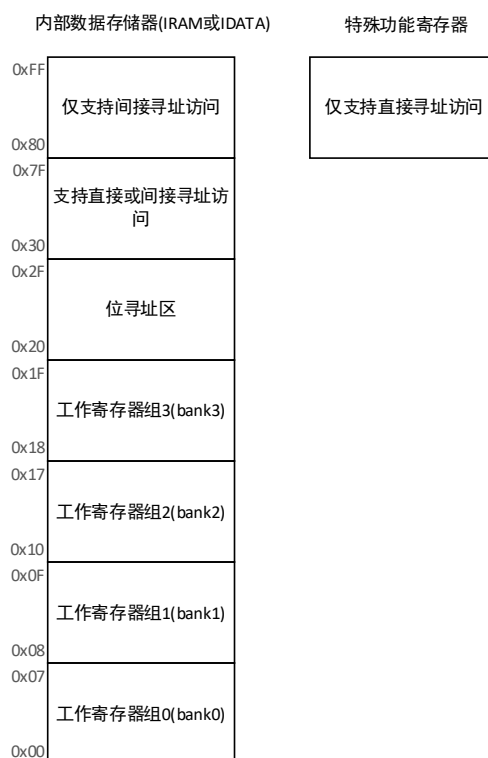 内部数据存储器(IRAM或IDATA)
特殊功能寄存器
0xFF
仅支持间接寻址访问
仅支持直接寻址访问
0x80
0x7F
支持直接或间接寻址访
问
0x30
0x2F
位寻址区
0x20
0x1F
工作寄存器组3(bank3)
0x18
0x17
工作寄存器组2(bank2)
0x10
0x0F
工作寄存器组1(bank1)
0x08
0x07
工作寄存器组0(bank0)
0x00